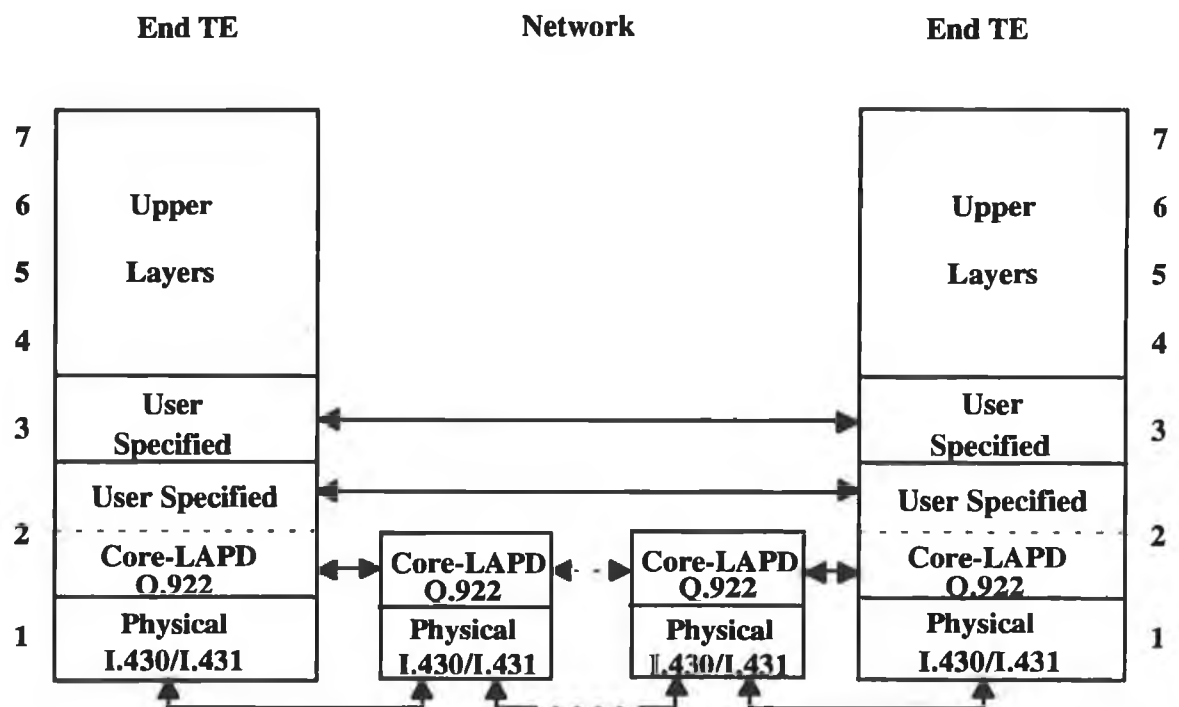 End TE
Network
End TE
7
6
5
4
3
2
1
Upper
Layers
User
Specified
User Specified
Core-LAPD
Q.922
Physical
I.430/I.431
Core-LAPD
Q.922
Physical
I.430/I.431
Core-LAPD
Q.922
Physical
I.430/I.431
Upper
Layers
User
Specified
User Specified
Core-LAPD
Q.922
Physical
I.430/I.431
7
6
5
4
3
2
1